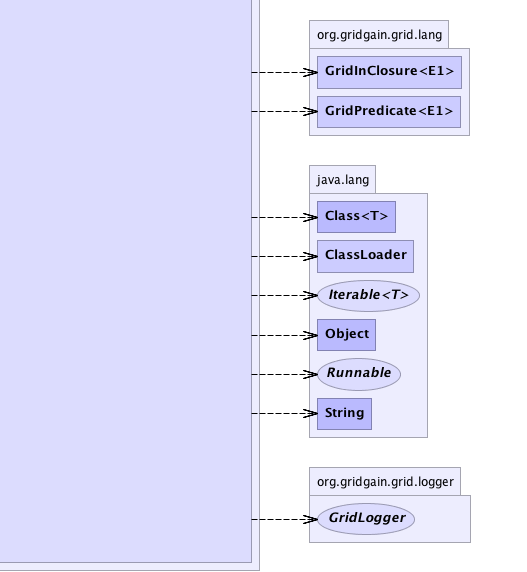 org.gridgain.grid.lang
GridInClosure<E1>
GridPredicate<E1>
java.lang
Class<T>
ClassLoader
Iterable<T>
Object
Runnable
String
org.gridgain.grid.logger
GridLogger